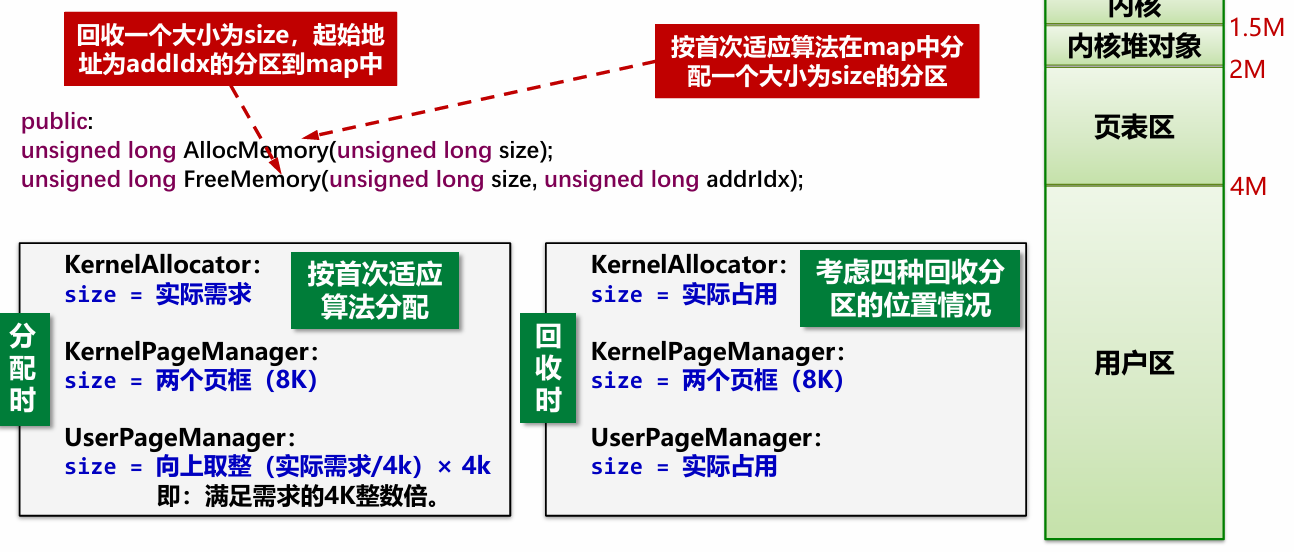 回收一个大小为size，起始地
址为addIdx的分区到map中
按首次适应算法在map中分
配一个大小为size的分区
public:
unsigned long AllocMemory(unsigned long size);
unsigned long FreeMemory(unsigned long size, unsigned long addrIdx);
分配时
KernelAllocator：
size = 实际需求
按首次适应
算法分配
KernelPageManager：
size = 两个页框（8K）
UserPageManager：
size = 向上取整（实际需求/4k）× 4k
即：满足需求的4K整数倍。
回收时
KernelAllocator：
size = 实际占用
考虑四种回收分
区的位置情况
KernelPageManager：
size = 两个页框（8K）
UserPageManager：
size = 实际占用
内核
1.5M
内核堆对象
2M
页表区
4M
用户区